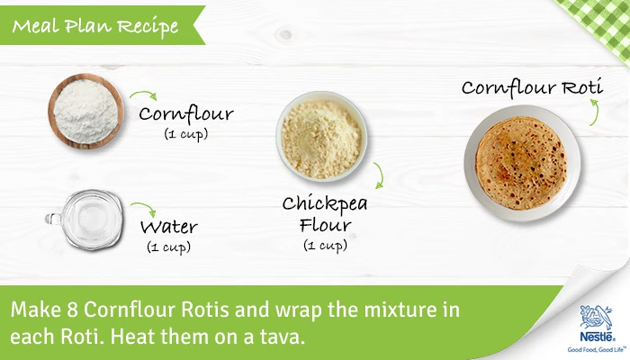 Meal Plan Recipe
Cornflour
(1 cup)
Water
(1 cup)
Chickpea
Flour
(1 cup)
Cornflour Roti
Make 8 Cornflour Rotis and wrap the mixture in
each Roti. Heat them on a tava.
Nestlé
Good Food, Good Life™